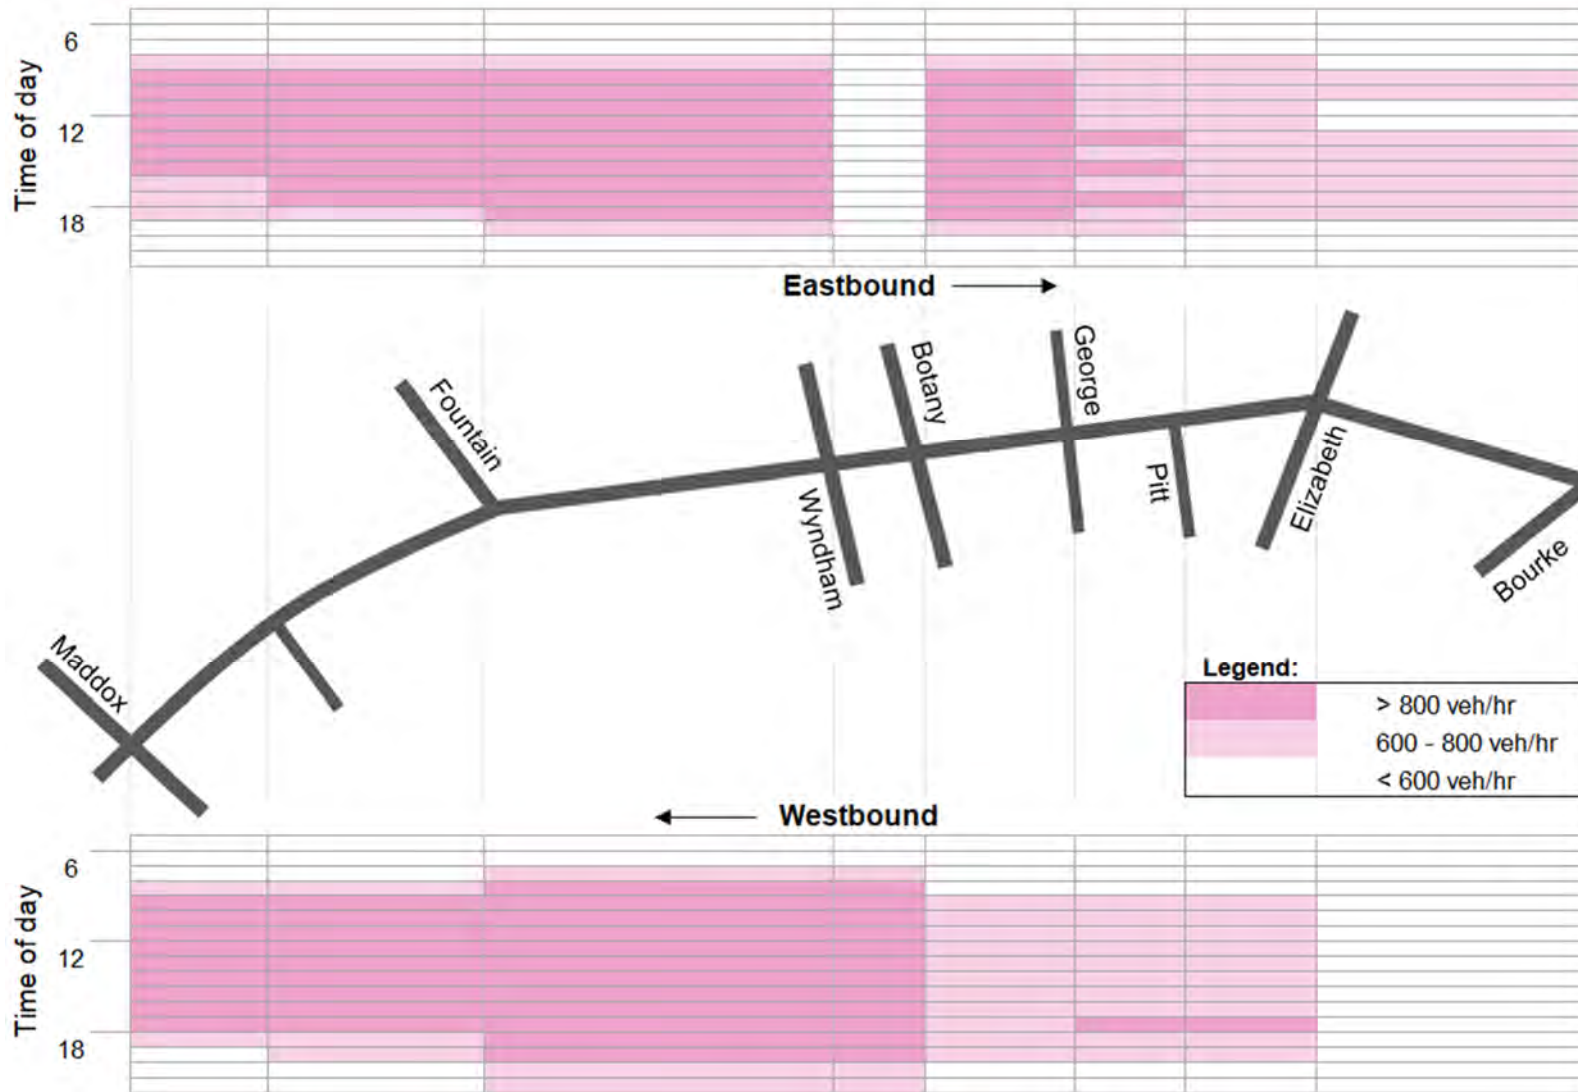 Time of day
6
12
18
Eastbound
Maddox
Fountain
Wyndham
Botany
George
Pitt
Elizabeth
Bourke
Legend:
> 800 veh/hr
600 - 800 veh/hr
< 600 veh/hr
Westbound
Time of day
6
12
18